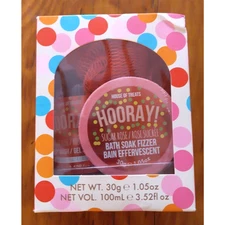 HOUSE OF TREATS
HOORAY!
SUGAR ROSE / ROSA SUCRÉE
BATH SOAK FIZZER
BAIN EFFERVESCENT
NET WT. 30g ℮ 1.05oz
NET VOL. 100mL ℮ 3.52fl oz